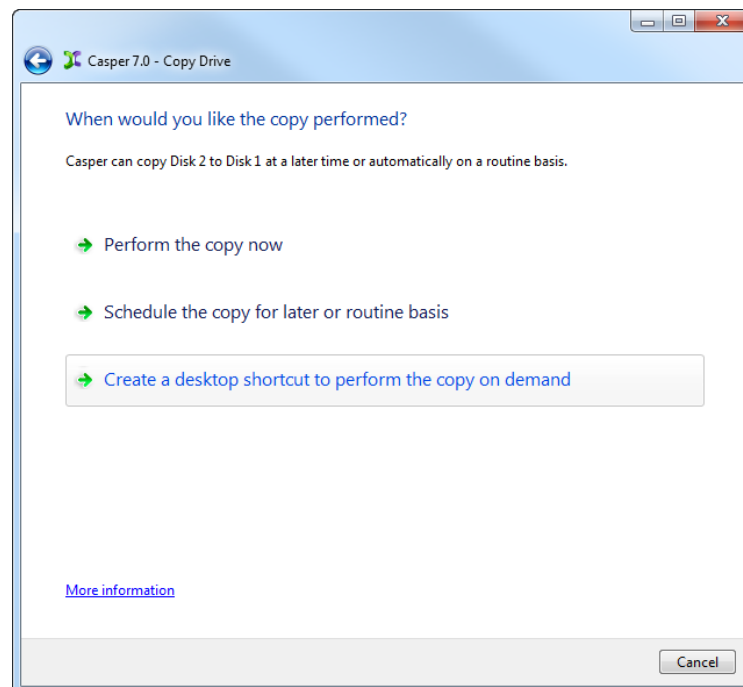 Casper 7.0 - Copy Drive
When would you like the copy performed?
Casper can copy Disk 2 to Disk 1 at a later time or automatically on a routine basis.
Perform the copy now
Schedule the copy for later or routine basis
Create a desktop shortcut to perform the copy on demand
More information
Cancel